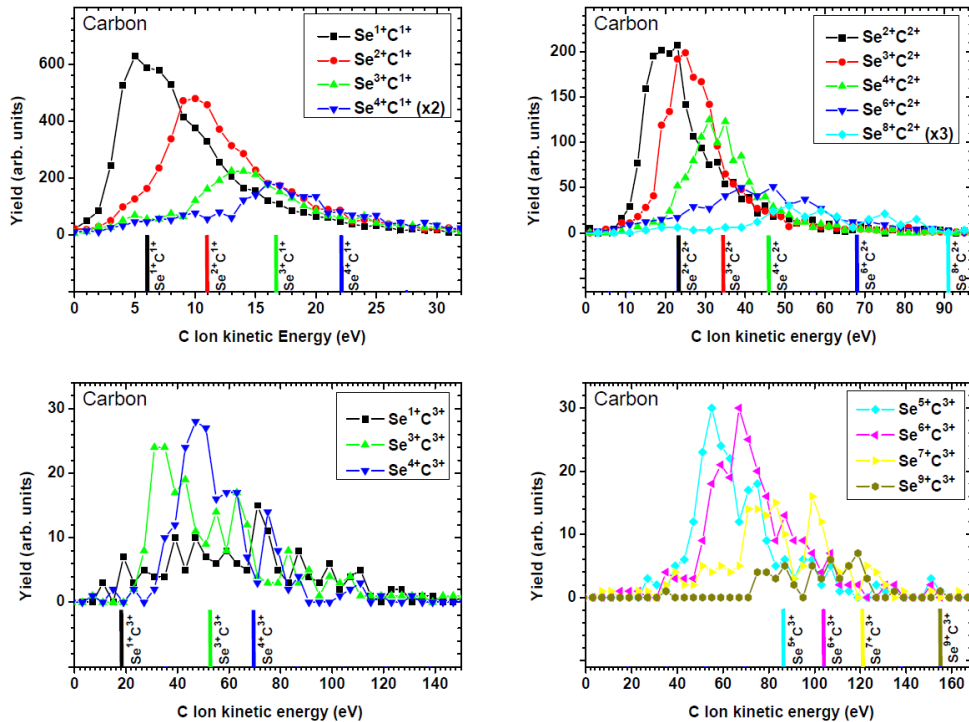 Carbon
Se1+C1+
Se2+C1+
Se3+C1+
Se4+C1+ (x2)
Yield (arb. units)
600
400
200
0
Se1+C1+
Se2+C1+
Se3+C1+
Se4+C1-
0 5 10 15 20 25 30
C Ion kinetic Energy (eV)
Carbon
Se2+C2+
Se3+C2+
Se4+C2+
Se6+C2+
Se8+C2+ (x3)
Yield (arb. units)
200
150
100
50
0
Se2+C2+
Se3+C2+
Se4+C2+
Se6+C2+
Se8+C2+
0 10 20 30 40 50 60 70 80 90
C Ion kinetic energy (eV)
Carbon
Se1+C3+
Se3+C3+
Se4+C3+
Yield (arb. units)
30
20
10
0
Se1+C3+
Se3+C3+
Se4+C3+
0 20 40 60 80 100 120 140
C Ion kinetic energy (eV)
Carbon
Se5+C3+
Se6+C3+
Se7+C3+
Se9+C3+
Yield (arb. units)
30
20
10
0
Se5+C3+
Se6+C3+
Se7+C3+
Se9+C3+
0 20 40 60 80 100 120 140 160
C Ion kinetic energy (eV)